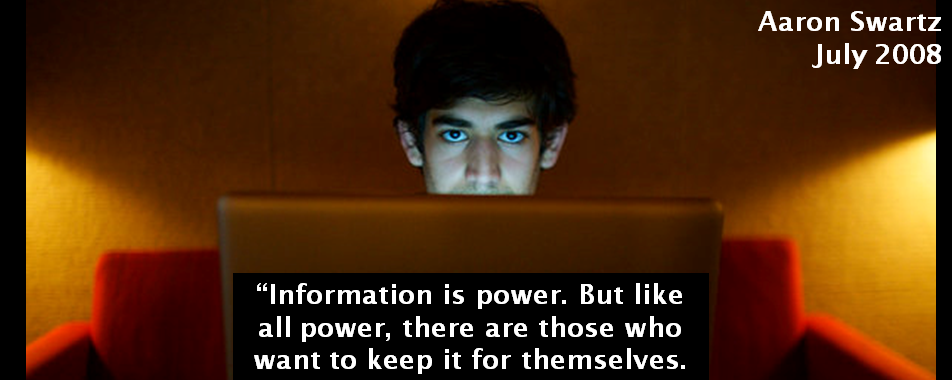 Aaron Swartz
July 2008
“Information is power. But like
all power, there are those who
want to keep it for themselves.